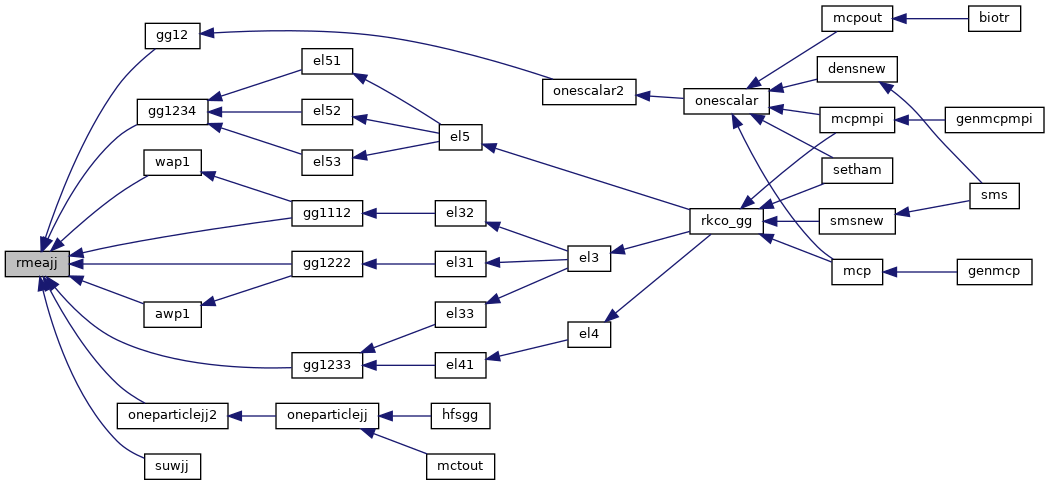 rmeajj
gg12
gg1234
wap1
awp1
oneparticlejj2
suwjj
el51
el52
el53
gg1112
gg1222
gg1233
oneparticlejj
el5
el32
el31
el33
el41
hfsgg
mctout
onescalar2
el3
el4
onescalar
rkco_gg
mcpout
densnew
mcpmpi
setham
smsnew
mcp
biotr
genmcpmpi
sms
genmcp